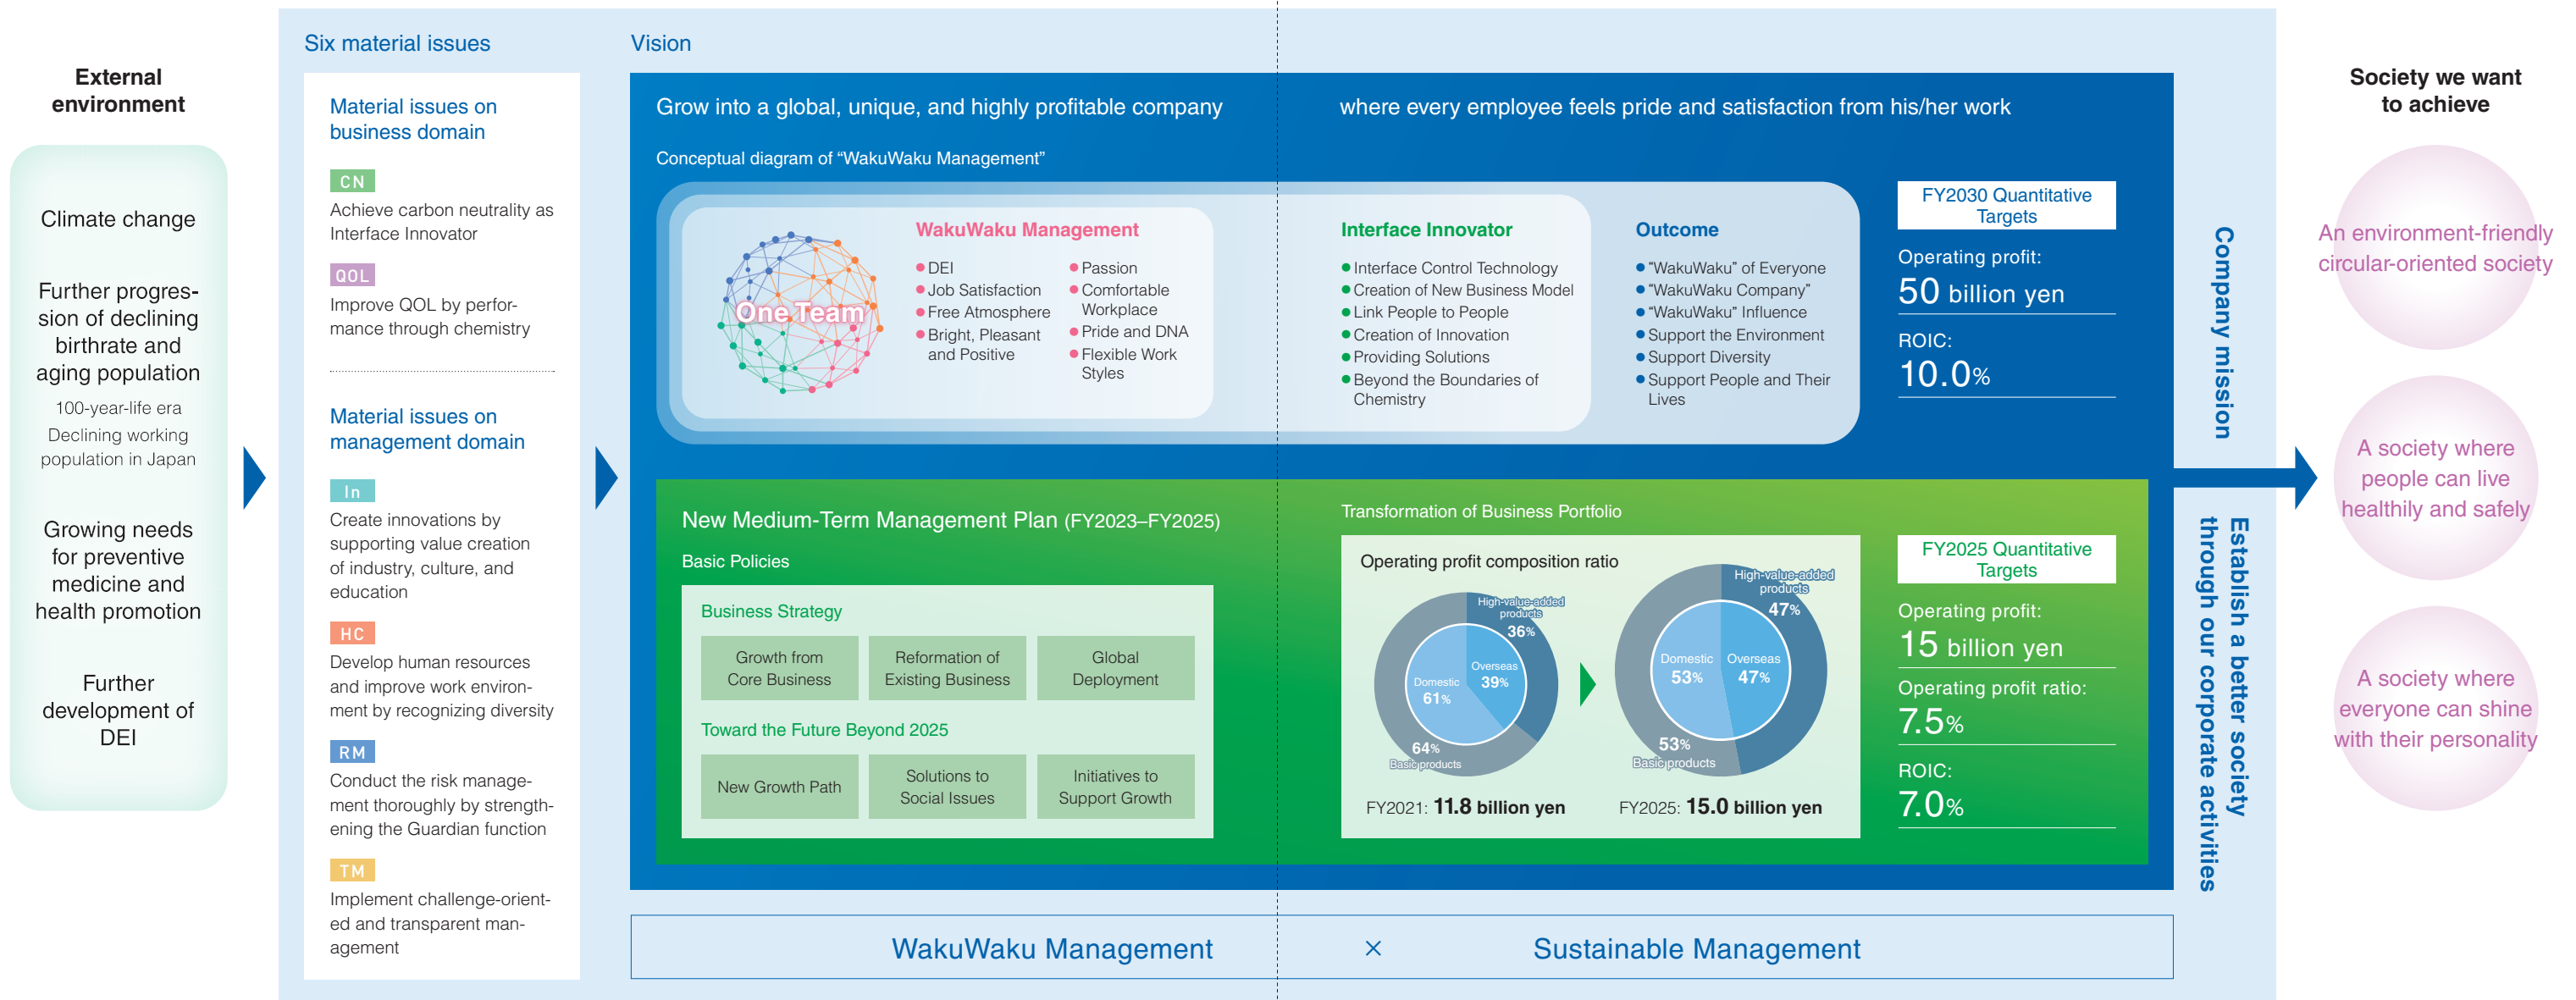 External
environment
Climate change
Further progres-
sion of declining
birthrate and
aging population
100-year-life era
Declining working
population in Japan
Growing needs
for preventive
medicine and
health promotion
Further
development of
DEI
Six material issues
Material issues on
business domain
CN
Achieve carbon neutrality as
Interface Innovator
QOL
Improve QOL by perfor-
mance through chemistry
Material issues on
management domain
In
Create innovations by
supporting value creation
of industry, culture, and
education
HC
Develop human resources
and improve work environ-
ment by recognizing diversity
RM
Conduct the risk manage-
ment thoroughly by strength-
ening the Guardian function
TM
Implement challenge-orient-
ed and transparent man-
agement
Vision
Grow into a global, unique, and highly profitable company
where every employee feels pride and satisfaction from his/her work
Conceptual diagram of “WakuWaku Management”
One Team
WakuWaku Management
DEI
Job Satisfaction
Free Atmosphere
Bright, Pleasant
and Positive
Passion
Comfortable
Workplace
Pride and DNA
Flexible Work
Styles
Interface Innovator
Interface Control Technology
Creation of New Business Model
Link People to People
Creation of Innovation
Providing Solutions
Beyond the Boundaries of
Chemistry
Outcome
“WakuWaku” of Everyone
“WakuWaku Company”
“WakuWaku” Influence
Support the Environment
Support Diversity
Support People and Their
Lives
FY2030 Quantitative
Targets
Operating profit:
50 billion yen
ROIC:
10.0%
New Medium-Term Management Plan (FY2023–FY2025)
Basic Policies
Business Strategy
Growth from
Core Business
Reformation of
Existing Business
Global
Deployment
Toward the Future Beyond 2025
New Growth Path
Solutions to
Social Issues
Initiatives to
Support Growth
Transformation of Business Portfolio
Operating profit composition ratio
High-value-added
products
36%
Overseas
39%
Domestic
61%
64%
Basic products
FY2021: 11.8 billion yen
High-value-added
products
47%
Domestic
53%
Overseas
47%
53%
Basic products
FY2025: 15.0 billion yen
FY2025 Quantitative
Targets
Operating profit:
15 billion yen
Operating profit ratio:
7.5%
ROIC:
7.0%
WakuWaku Management × Sustainable Management
Company mission
Establish a better society
through our corporate activities
Society we want
to achieve
An environment-friendly
circular-oriented society
A society where
people can live
healthily and safely
A society where
everyone can shine
with their personality